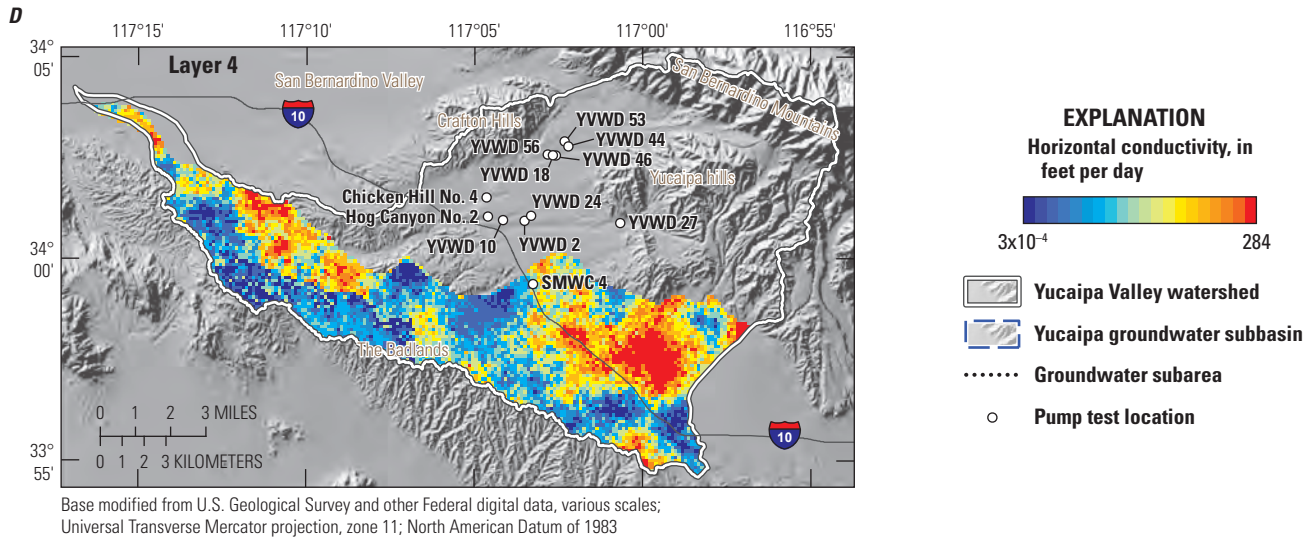 D
117°15'
117°10'
117°05'
117°00'
116°55'
34°
05'
34°
00'
33°
55'
Layer 4
San Bernardino Valley
San Bernardino Mountains
10
Crafton Hills
YVWD 53
YVWD 44
YVWD 56
YVWD 46
YVWD 18
Yucaipa hills
Chicken Hill No. 4
YVWD 24
Hog Canyon No. 2
YVWD 27
YVWD 10
YVWD 2
SMWC 4
The Badlands
0 1 2 3 MILES
0 1 2 3 KILOMETERS
10
Base modified from U.S. Geological Survey and other Federal digital data, various scales;
Universal Transverse Mercator projection, zone 11; North American Datum of 1983
EXPLANATION
Horizontal conductivity, in
feet per day
3x10⁻⁴
284
Yucaipa Valley watershed
Yucaipa groundwater subbasin
Groundwater subarea
Pump test location